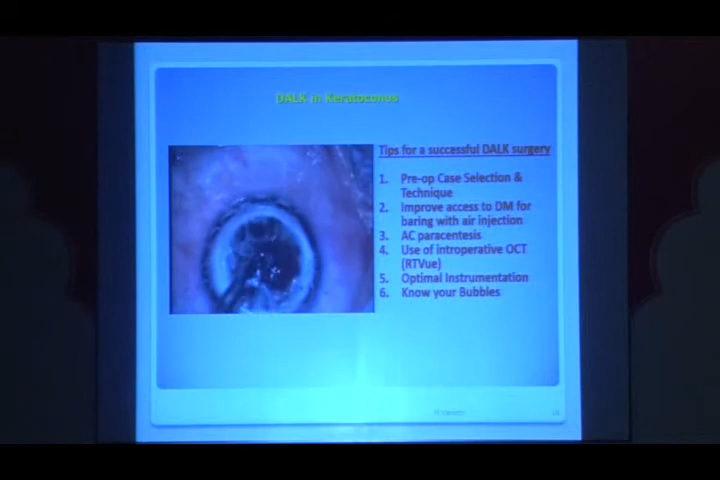 DALK in Keratoconus
Tips for a successful DALK surgery
1. Pre-op Case Selection &
Technique
2. Improve access to DM for
baring with air injection
3. AC paracentesis
4. Use of introperative OCT
(RTVue)
5. Optimal Instrumentation
6. Know your Bubbles